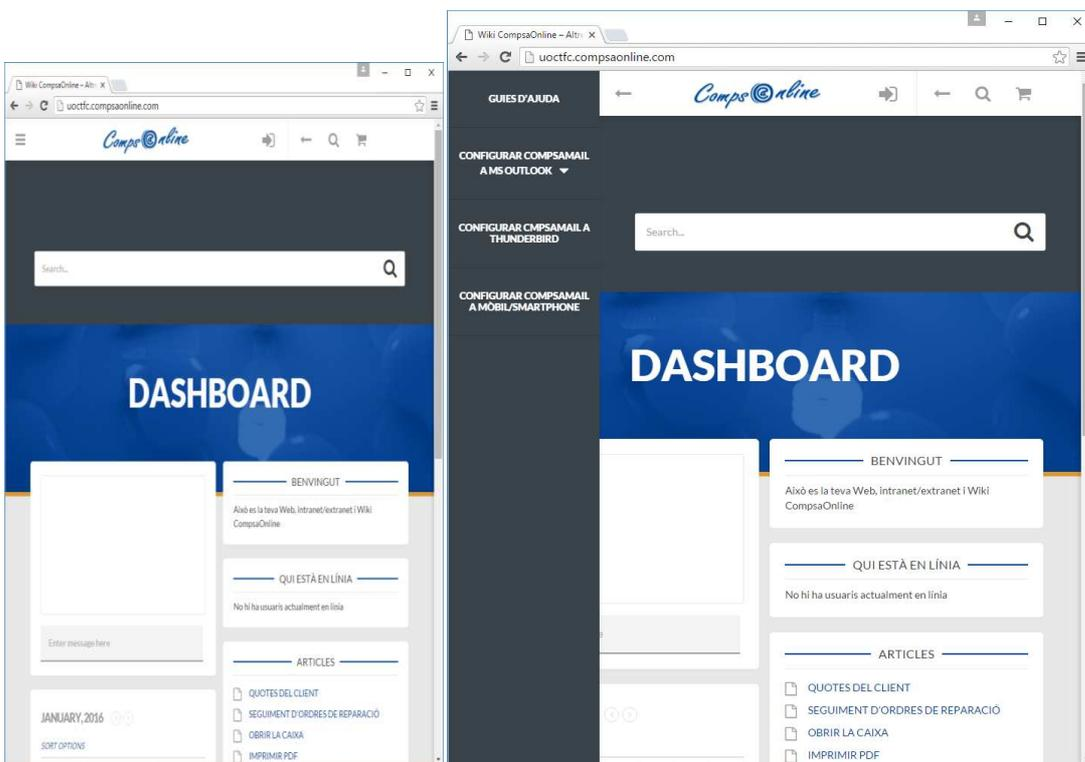 Wiki CompsaOnline – Altr
uoctfc.compsaonline.com
Comps@nline
Search...
DASHBOARD
BENVINGUT
Això es la teva Web, intranet/extranet i Wiki
CompsaOnline
QUI ESTÀ EN LÍNIA
No hi ha usuaris actualment en línia
Enter message here
ARTICLES
QUOTES DEL CLIENT
SEGUIMENT D'ORDRES DE REPARACIÓ
OBRIR LA CAIXA
IMPRIMIR PDF
JANUARY, 2016
SORT OPTIONS
Wiki CompsaOnline – Altr
uoctfc.compsaonline.com
GUIES D'AJUDA
CONFIGURAR COMPSAMAIL
A MS OUTLOOK
CONFIGURAR CMPSAMAIL A
THUNDERBIRD
CONFIGURAR COMPSAMAIL
A MÒBIL/SMARTPHONE
Comps@nline
Search...
DASHBOARD
BENVINGUT
Això es la teva Web, intranet/extranet i Wiki
CompsaOnline
QUI ESTÀ EN LÍNIA
No hi ha usuaris actualment en línia
ARTICLES
QUOTES DEL CLIENT
SEGUIMENT D'ORDRES DE REPARACIÓ
OBRIR LA CAIXA
IMPRIMIR PDF